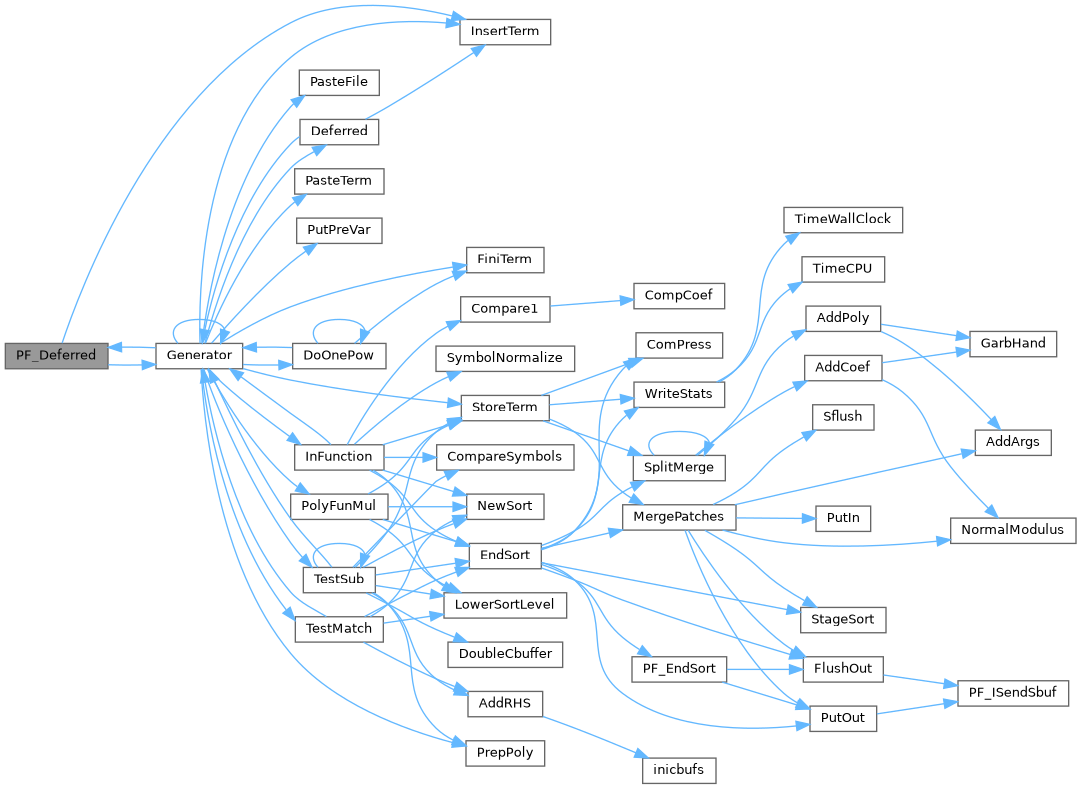 InsertTerm
PasteFile
Deferred
PasteTerm
TimeWallClock
PutPreVar
FiniTerm
TimeCPU
CompCoef
Compare1
AddPoly
ComPress
GarbHand
PF_Deferred
Generator
DoOnePow
SymbolNormalize
AddCoef
WriteStats
StoreTerm
Sflush
AddArgs
InFunction
CompareSymbols
SplitMerge
PolyFunMul
NewSort
MergePatches
PutIn
NormalModulus
EndSort
TestSub
LowerSortLevel
StageSort
TestMatch
DoubleCbuffer
PF_EndSort
FlushOut
PF_ISendSbuf
AddRHS
PutOut
PrepPoly
inicbufs